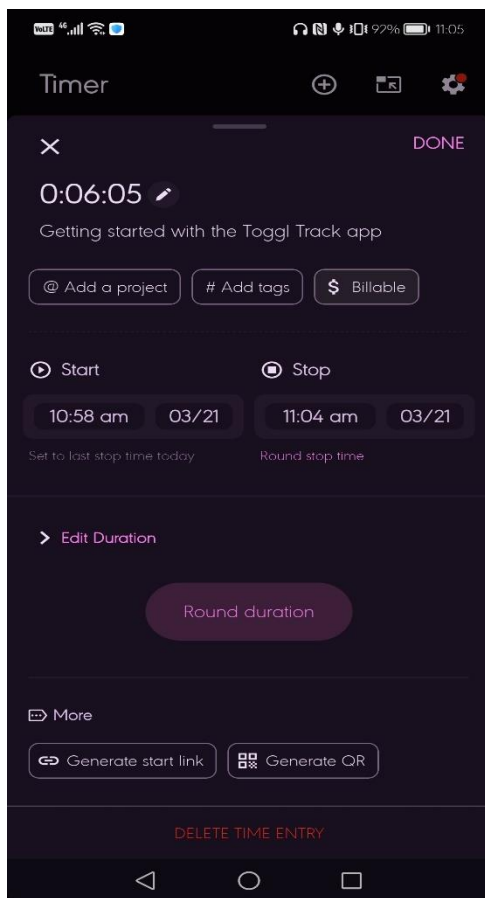 VoLTE 4G 92% 11:05
Timer
DONE
0:06:05
Getting started with the Toggl Track app
@ Add a project # Add tags $ Billable
Start Stop
10:58 am 03/21 11:04 am 03/21
Set to last stop time today Round stop time
Edit Duration
Round duration
More
Generate start link Generate QR
DELETE TIME ENTRY